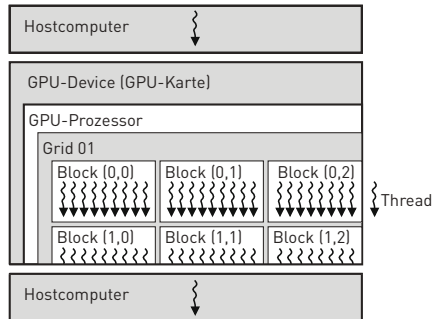 Hostcomputer
GPU-Device (GPU-Karte)
GPU-Prozessor
Grid 01
Block (0,0) Block (0,1) Block (0,2)
Thread
Block (1,0) Block (1,1) Block (1,2)
Hostcomputer